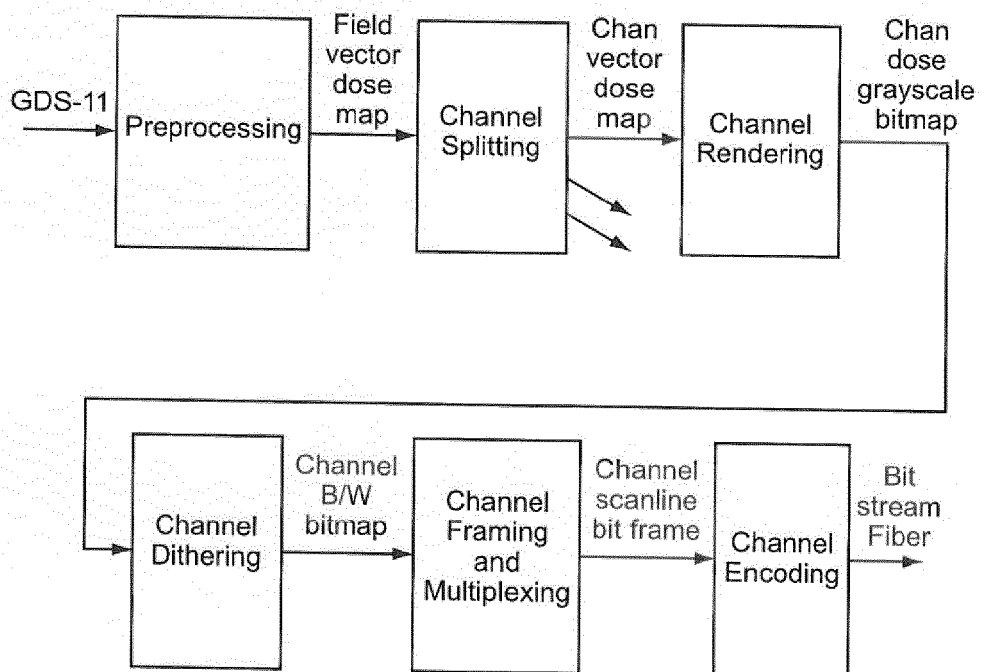 GDS-11
Preprocessing
Field
vector
dose
map
Channel
Splitting
Chan
vector
dose
map
Channel
Rendering
Chan
dose
grayscale
bitmap
Channel
Dithering
Channel
B/W
bitmap
Channel
Framing
and
Multiplexing
Channel
scanline
bit frame
Channel
Encoding
Bit
stream
Fiber